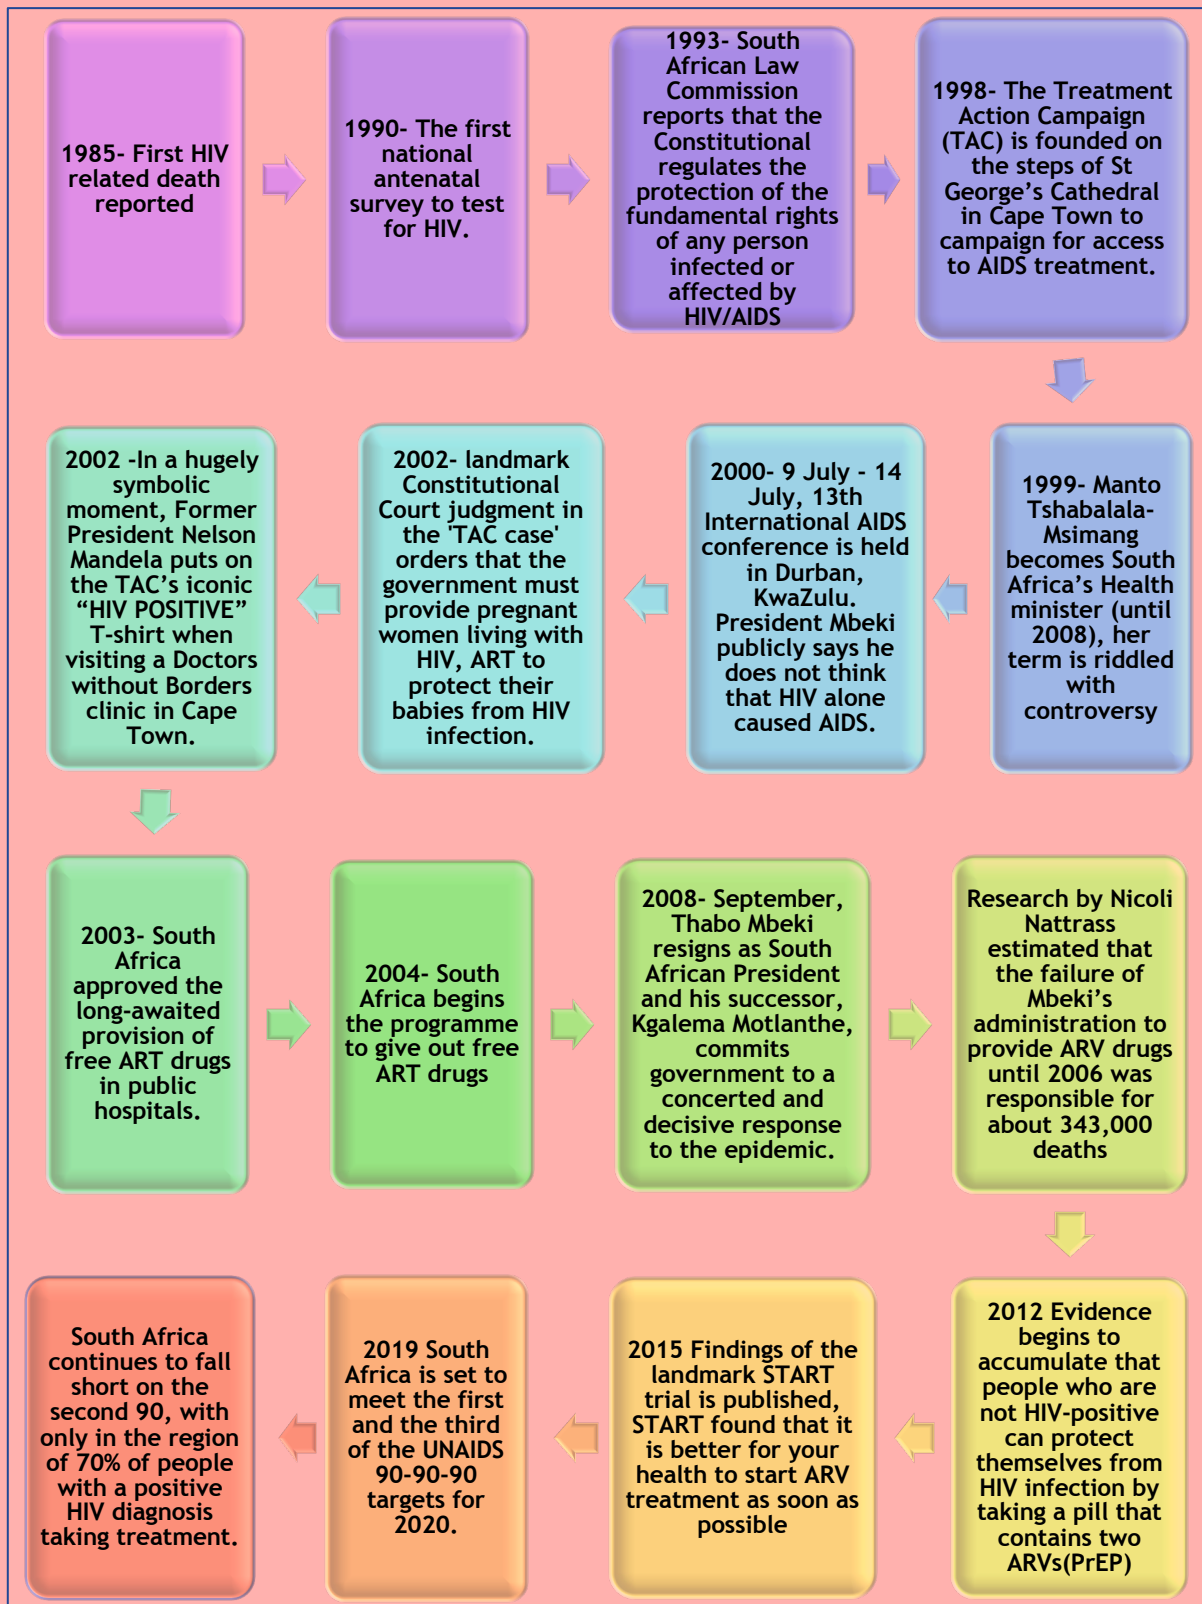 1985- First HIV
related death
reported
1990- The first
national
antenatal
survey to test
for HIV.
1993- South
African Law
Commission
reports that the
Constitutional
regulates the
protection of the
fundamental rights
of any person
infected or
affected by
HIV/AIDS
1998- The Treatment
Action Campaign
(TAC) is founded on
the steps of St
George’s Cathedral
in Cape Town to
campaign for access
to AIDS treatment.
1999- Manto
Tshabalala-
Msimang
becomes South
Africa’s Health
minister (until
2008), her
term is riddled
with
controversy
2000- 9 July - 14
July, 13th
International AIDS
conference is held
in Durban,
KwaZulu.
President Mbeki
publicly says he
does not think
that HIV alone
caused AIDS.
2002- landmark
Constitutional
Court judgment in
the 'TAC case'
orders that the
government must
provide pregnant
women living with
HIV, ART to
protect their
babies from HIV
infection.
2002 -In a hugely
symbolic
moment, Former
President Nelson
Mandela puts on
the TAC’s iconic
“HIV POSITIVE”
T-shirt when
visiting a Doctors
without Borders
clinic in Cape
Town.
2003- South
Africa
approved the
long-awaited
provision of
free ART drugs
in public
hospitals.
2004- South
Africa begins
the programme
to give out free
ART drugs
2008- September,
Thabo Mbeki
resigns as South
African President
and his successor,
Kgalema Motlanthe,
commits
government to a
concerted and
decisive response
to the epidemic.
Research by Nicoli
Nattrass
estimated that
the failure of
Mbeki’s
administration to
provide ARV drugs
until 2006 was
responsible for
about 343,000
deaths
2012 Evidence
begins to
accumulate that
people who are
not HIV-positive
can protect
themselves from
HIV infection by
taking a pill that
contains two
ARVs(PrEP)
2015 Findings of the
landmark START
trial is published,
START found that it
is better for your
health to start ARV
treatment as soon as
possible
2019 South
Africa is set to
meet the first
and the third
of the UNAIDS
90-90-90
targets for
2020.
South Africa
continues to fall
short on the
second 90, with
only in the region
of 70% of people
with a positive
HIV diagnosis
taking treatment.